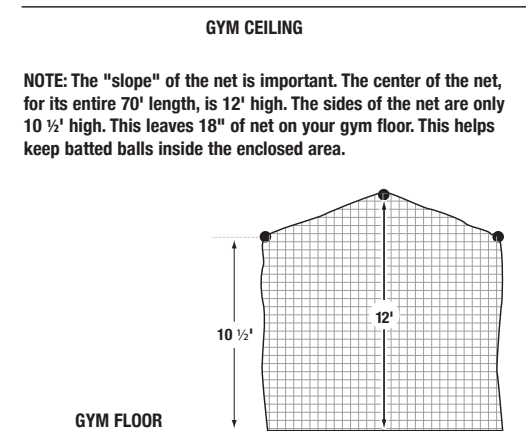 GYM CEILING
NOTE: The "slope" of the net is important. The center of the net,
for its entire 70' length, is 12' high. The sides of the net are only
10 ½' high. This leaves 18" of net on your gym floor. This helps
keep batted balls inside the enclosed area.
12'
10 ½'
GYM FLOOR